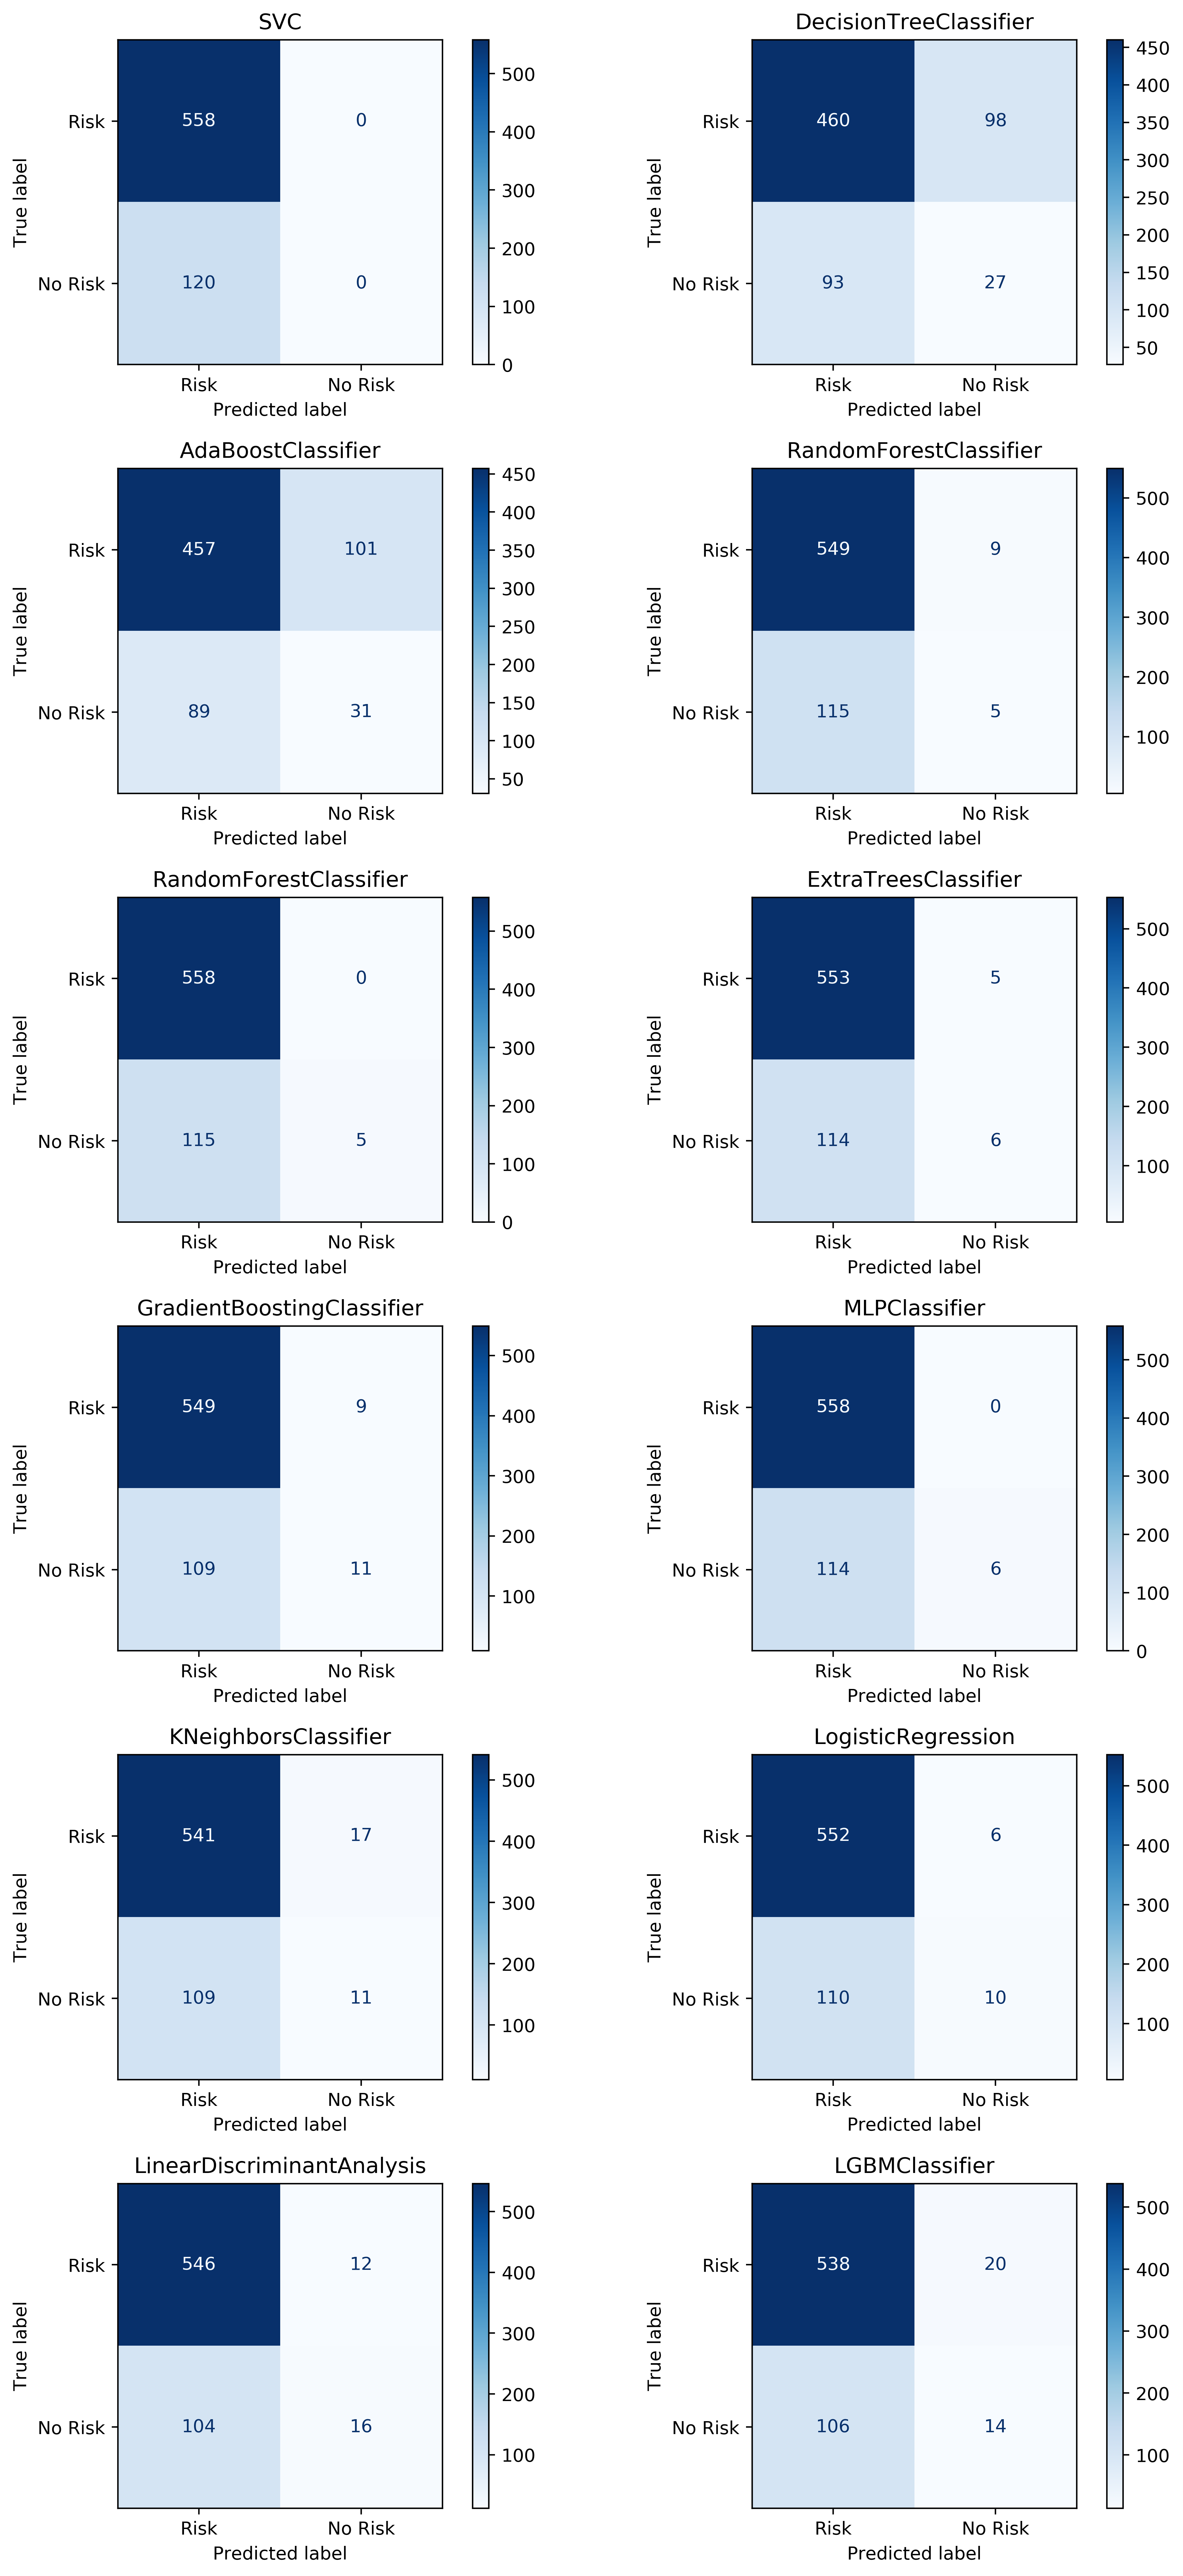 SVC
True label
Risk
558
0
No Risk
120
0
Risk
No Risk
Predicted label
500
400
300
200
100
0
DecisionTreeClassifier
True label
Risk
460
98
No Risk
93
27
Risk
No Risk
Predicted label
450
400
350
300
250
200
150
100
50
AdaBoostClassifier
True label
Risk
457
101
No Risk
89
31
Risk
No Risk
Predicted label
450
400
350
300
250
200
150
100
50
RandomForestClassifier
True label
Risk
549
9
No Risk
115
5
Risk
No Risk
Predicted label
500
400
300
200
100
RandomForestClassifier
True label
Risk
558
0
No Risk
115
5
Risk
No Risk
Predicted label
500
400
300
200
100
0
ExtraTreesClassifier
True label
Risk
553
5
No Risk
114
6
Risk
No Risk
Predicted label
500
400
300
200
100
GradientBoostingClassifier
True label
Risk
549
9
No Risk
109
11
Risk
No Risk
Predicted label
500
400
300
200
100
MLPClassifier
True label
Risk
558
0
No Risk
114
6
Risk
No Risk
Predicted label
500
400
300
200
100
0
KNeighborsClassifier
True label
Risk
541
17
No Risk
109
11
Risk
No Risk
Predicted label
500
400
300
200
100
LogisticRegression
True label
Risk
552
6
No Risk
110
10
Risk
No Risk
Predicted label
500
400
300
200
100
LinearDiscriminantAnalysis
True label
Risk
546
12
No Risk
104
16
Risk
No Risk
Predicted label
500
400
300
200
100
LGBMClassifier
True label
Risk
538
20
No Risk
106
14
Risk
No Risk
Predicted label
500
400
300
200
100